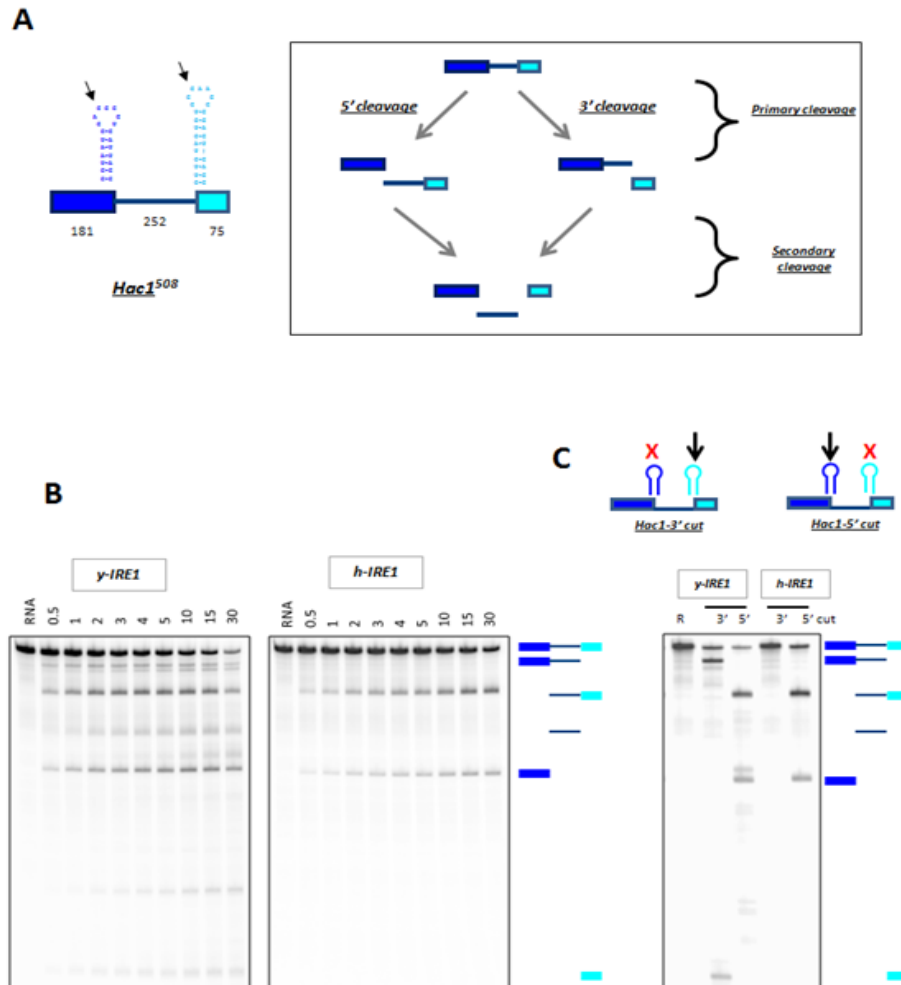 A
5' cleavage 3' cleavage
Primary cleavage
181 252 75
Hac1508
Secondary
cleavage
C
X X
Hac1-3' cut Hac1-5' cut
B
y-IRE1 h-IRE1
RNA 0.5 1 2 3 4 5 10 15 30
RNA 0.5 1 2 3 4 5 10 15 30
y-IRE1 h-IRE1
R 3' 5' 3' 5' cut